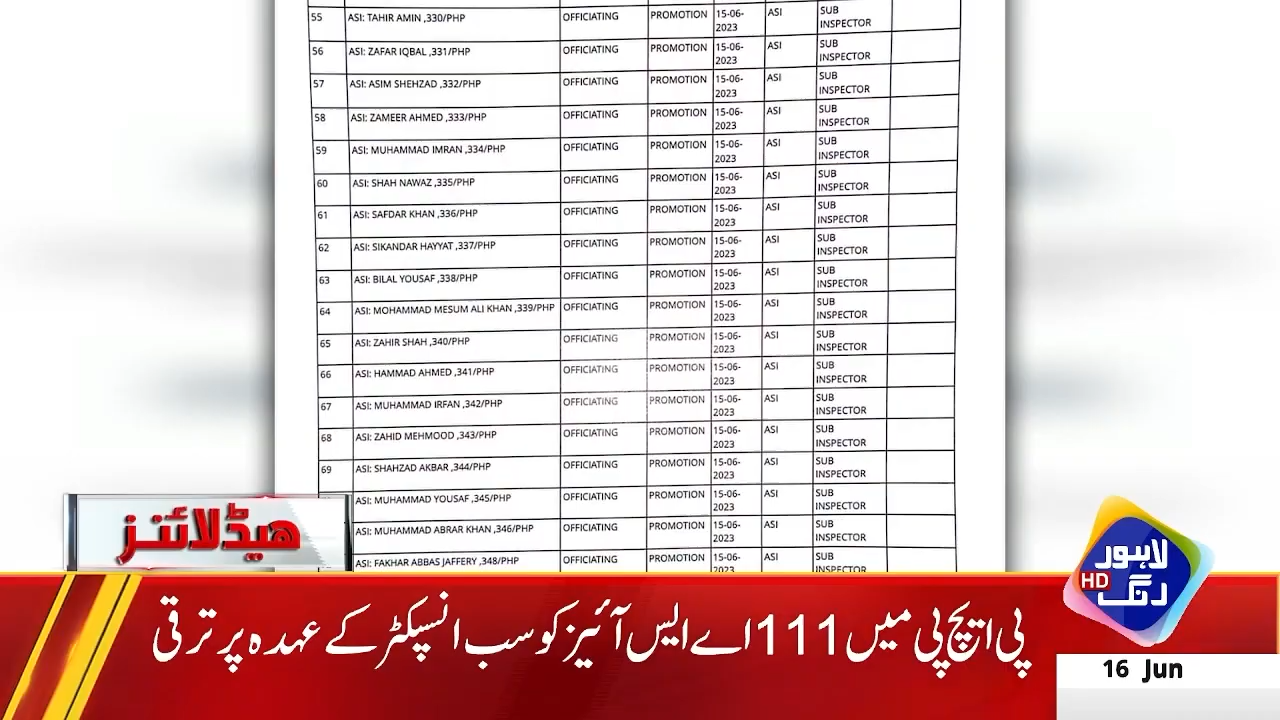 55 ASI: TAHIR AMIN ,330/PHP OFFICIATING PROMOTION 15-06-2023 ASI SUB INSPECTOR
56 ASI: ZAFAR IQBAL ,331/PHP OFFICIATING PROMOTION 15-06-2023 ASI SUB INSPECTOR
57 ASI: ASIM SHEHZAD ,332/PHP OFFICIATING PROMOTION 15-06-2023 ASI SUB INSPECTOR
58 ASI: ZAMEER AHMED ,333/PHP OFFICIATING PROMOTION 15-06-2023 ASI SUB INSPECTOR
59 ASI: MUHAMMAD IMRAN ,334/PHP OFFICIATING PROMOTION 15-06-2023 ASI SUB INSPECTOR
60 ASI: SHAH NAWAZ ,335/PHP OFFICIATING PROMOTION 15-06-2023 ASI SUB INSPECTOR
61 ASI: SAFDAR KHAN ,336/PHP OFFICIATING PROMOTION 15-06-2023 ASI SUB INSPECTOR
62 ASI: SIKANDAR HAYYAT ,337/PHP OFFICIATING PROMOTION 15-06-2023 ASI SUB INSPECTOR
63 ASI: BILAL YOUSAF ,338/PHP OFFICIATING PROMOTION 15-06-2023 ASI SUB INSPECTOR
64 ASI: MOHAMMAD MESUM ALI KHAN ,339/PHP OFFICIATING PROMOTION 15-06-2023 ASI SUB INSPECTOR
65 ASI: ZAHIR SHAH ,340/PHP OFFICIATING PROMOTION 15-06-2023 ASI SUB INSPECTOR
66 ASI: HAMMAD AHMED ,341/PHP OFFICIATING PROMOTION 15-06-2023 ASI SUB INSPECTOR
67 ASI: MUHAMMAD IRFAN ,342/PHP OFFICIATING PROMOTION 15-06-2023 ASI SUB INSPECTOR
68 ASI: ZAHID MEHMOOD ,343/PHP OFFICIATING PROMOTION 15-06-2023 ASI SUB INSPECTOR
69 ASI: SHAHZAD AKBAR ,344/PHP OFFICIATING PROMOTION 15-06-2023 ASI SUB INSPECTOR
ASI: MUHAMMAD YOUSAF ,345/PHP OFFICIATING PROMOTION 15-06-2023 ASI SUB INSPECTOR
ASI: MUHAMMAD ABRAR KHAN ,346/PHP OFFICIATING PROMOTION 15-06-2023 ASI SUB INSPECTOR
ASI: FAKHAR ABBAS JAFFERY ,348/PHP OFFICIATING PROMOTION 15-06-2023 ASI SUB INSPECTOR
ہیڈلائنز
لاہور
رنگ HD
پی ایچ پی میں 111 اے ایس آئیز کو سب انسپکٹر کے عہدہ پر ترقی
16 Jun